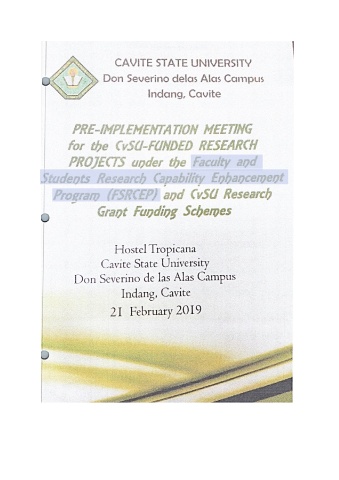 CAVITE STATE UNIVERSITY
Don Severino delas Alas Campus
Indang, Cavite
PRE-IMPLEMENTATION MEETING
for the CvSU-FUNDED RESEARCH
PROJECTS under the Faculty and
Students Research Capability Enhancement
Program (FSRCEP) and CvSU Research
Grant Funding Schemes
Hostel Tropicana
Cavite State University
Don Severino de las Alas Campus
Indang, Cavite
21 February 2019